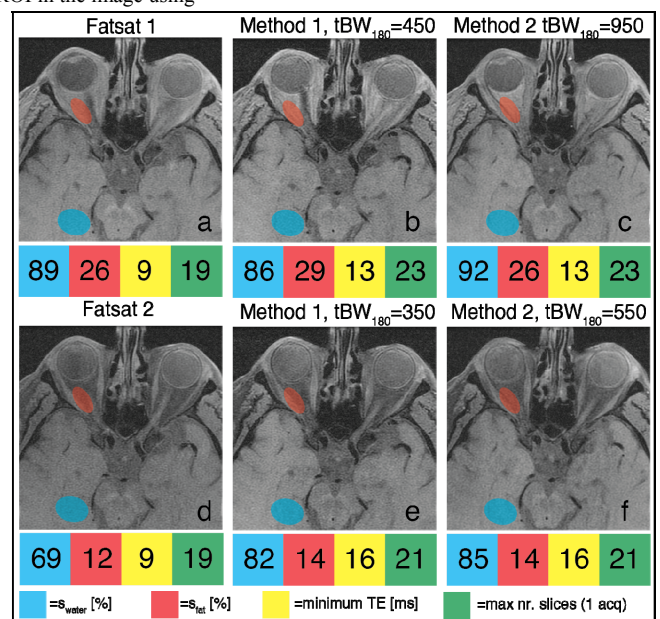 ROI in the image using
Fatsat 1 Method 1, tBW180=450 Method 2 tBW180=950
a b c
89 26 9 19 86 29 13 23 92 26 13 23
Fatsat 2 Method 1, tBW180=350 Method 2, tBW180=550
d e f
69 12 9 19 82 14 16 21 85 14 16 21
=swater [%] =sfat [%] =minimum TE [ms] =max nr. slices (1 acq)